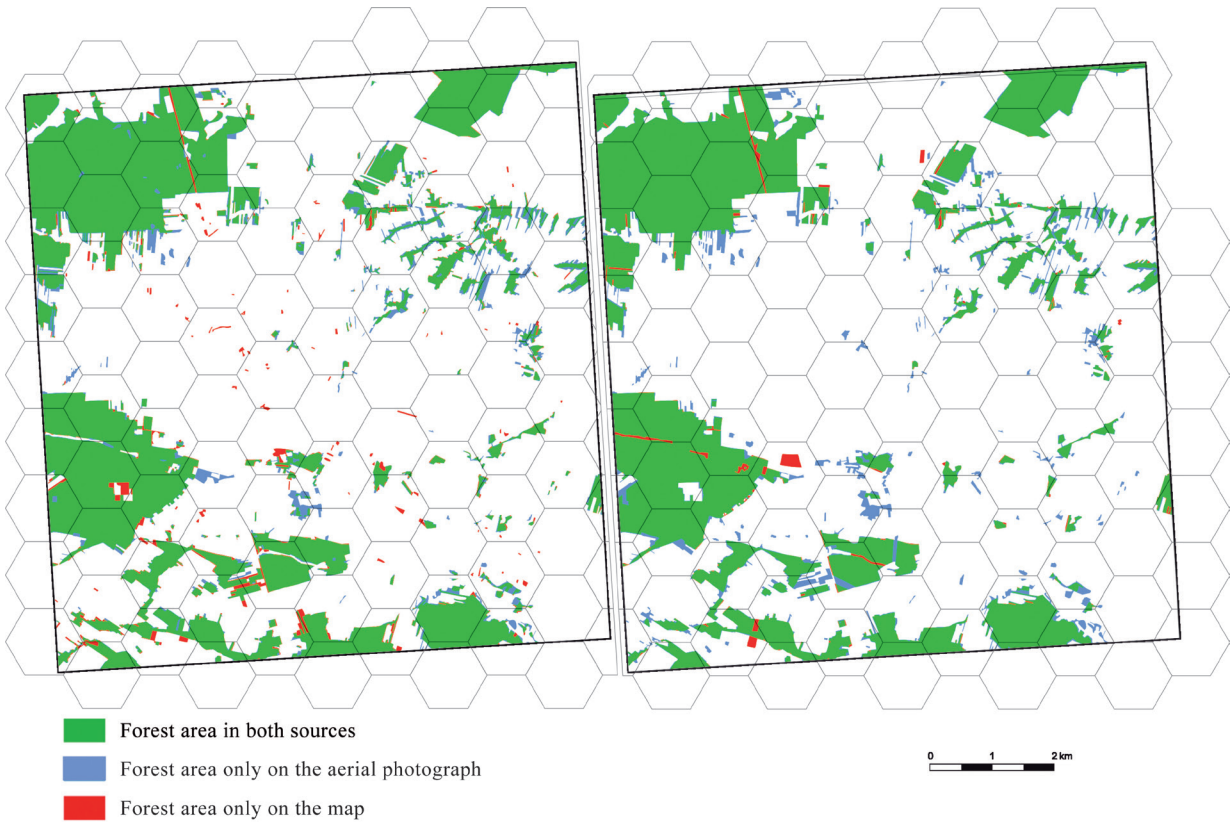 Forest area in both sources
Forest area only on the aerial photograph
Forest area only on the map
0 1 2 km